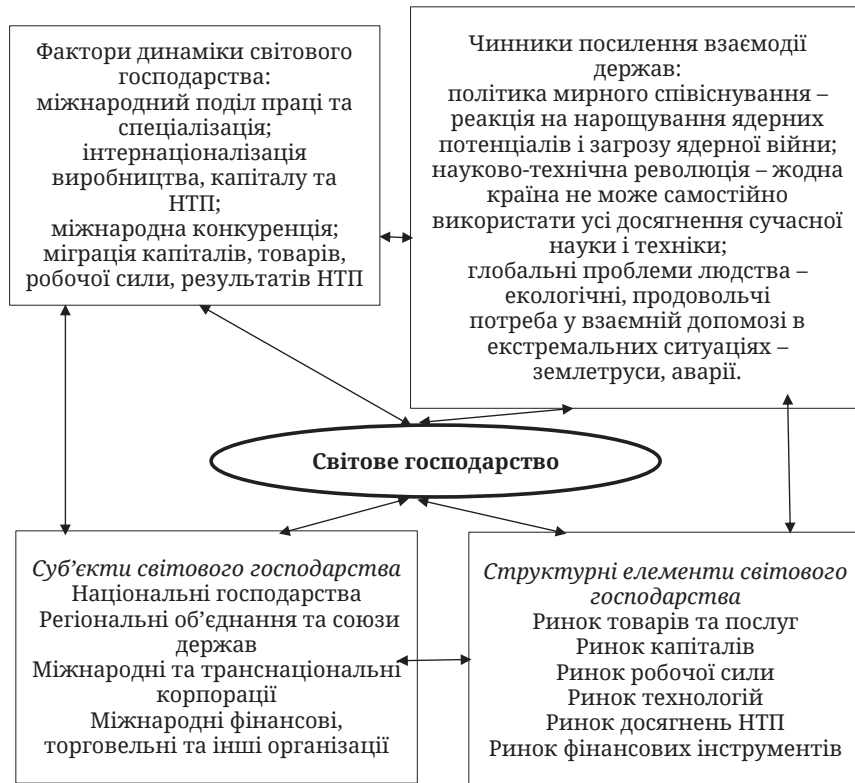 Фактори динаміки світового
господарства:
міжнародний поділ праці та
спеціалізація;
інтернаціоналізація
виробництва, капіталу та
НТП;
міжнародна конкуренція;
міграція капіталів, товарів,
робочої сили, результатів НТП
Чинники посилення взаємодії
держав:
політика мирного співіснування –
реакція на нарощування ядерних
потенціалів і загрозу ядерної війни;
науково-технічна революція – жодна
країна не може самостійно
використати усі досягнення сучасної
науки і техніки;
глобальні проблеми людства –
екологічні, продовольчі
потреба у взаємній допомозі в
екстремальних ситуаціях –
землетруси, аварії.
Світове господарство
Суб’єкти світового господарства
Національні господарства
Регіональні об’єднання та союзи
держав
Міжнародні та транснаціональні
корпорації
Міжнародні фінансові,
торговельні та інші організації
Структурні елементи світового
господарства
Ринок товарів та послуг
Ринок капіталів
Ринок робочої сили
Ринок технологій
Ринок досягнень НТП
Ринок фінансових інструментів